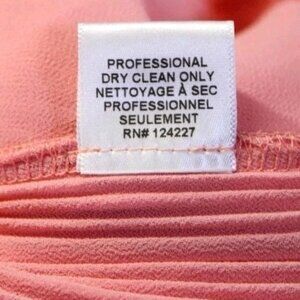 PROFESSIONAL
DRY CLEAN ONLY
NETTOYAGE À SEC
PROFESSIONNEL
SEULEMENT
RN# 124227